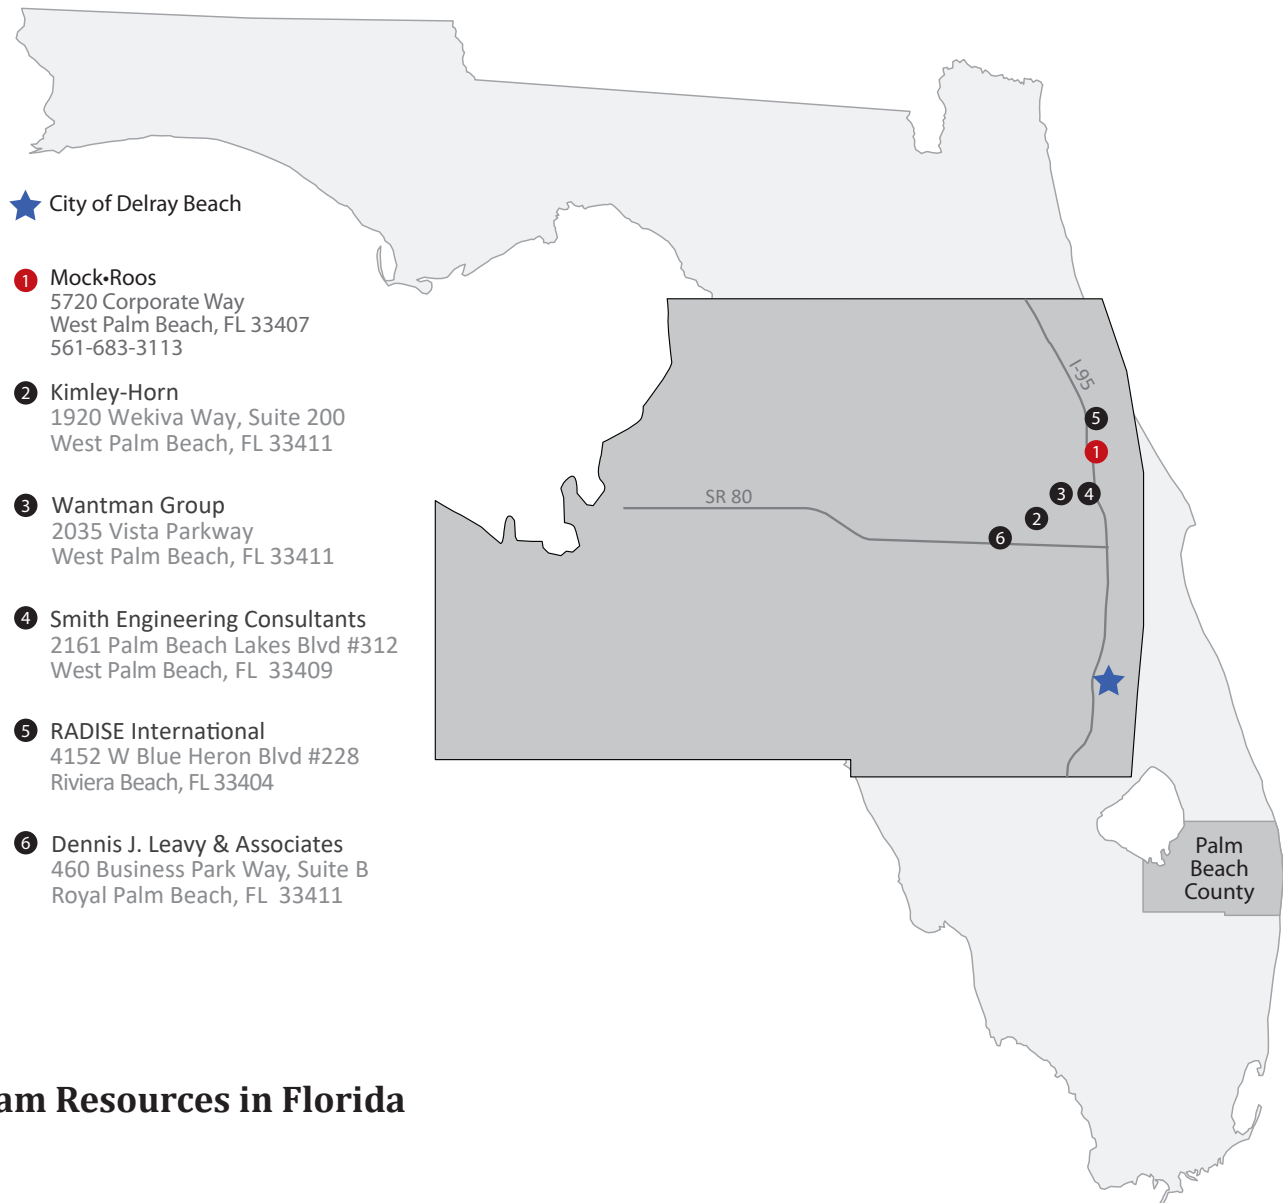 City of Delray Beach
1 Mock•Roos
5720 Corporate Way
West Palm Beach, FL 33407
561-683-3113
2 Kimley-Horn
1920 Wekiva Way, Suite 200
West Palm Beach, FL 33411
3 Wantman Group
2035 Vista Parkway
West Palm Beach, FL 33411
4 Smith Engineering Consultants
2161 Palm Beach Lakes Blvd #312
West Palm Beach, FL 33409
5 RADISE International
4152 W Blue Heron Blvd #228
Riviera Beach, FL 33404
6 Dennis J. Leavy & Associates
460 Business Park Way, Suite B
Royal Palm Beach, FL 33411
I-95
5
1
3 4
SR 80
2
6
Palm
Beach
County
am Resources in Florida